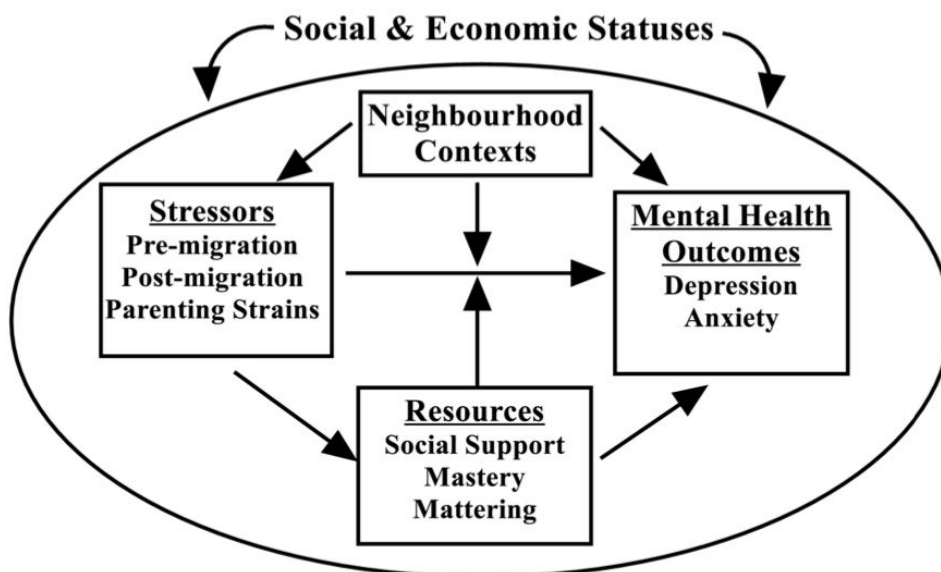 Social & Economic Statuses
Neighbourhood
Contexts
Stressors
Pre-migration
Post-migration
Parenting Strains
Mental Health
Outcomes
Depression
Anxiety
Resources
Social Support
Mastery
Mattering